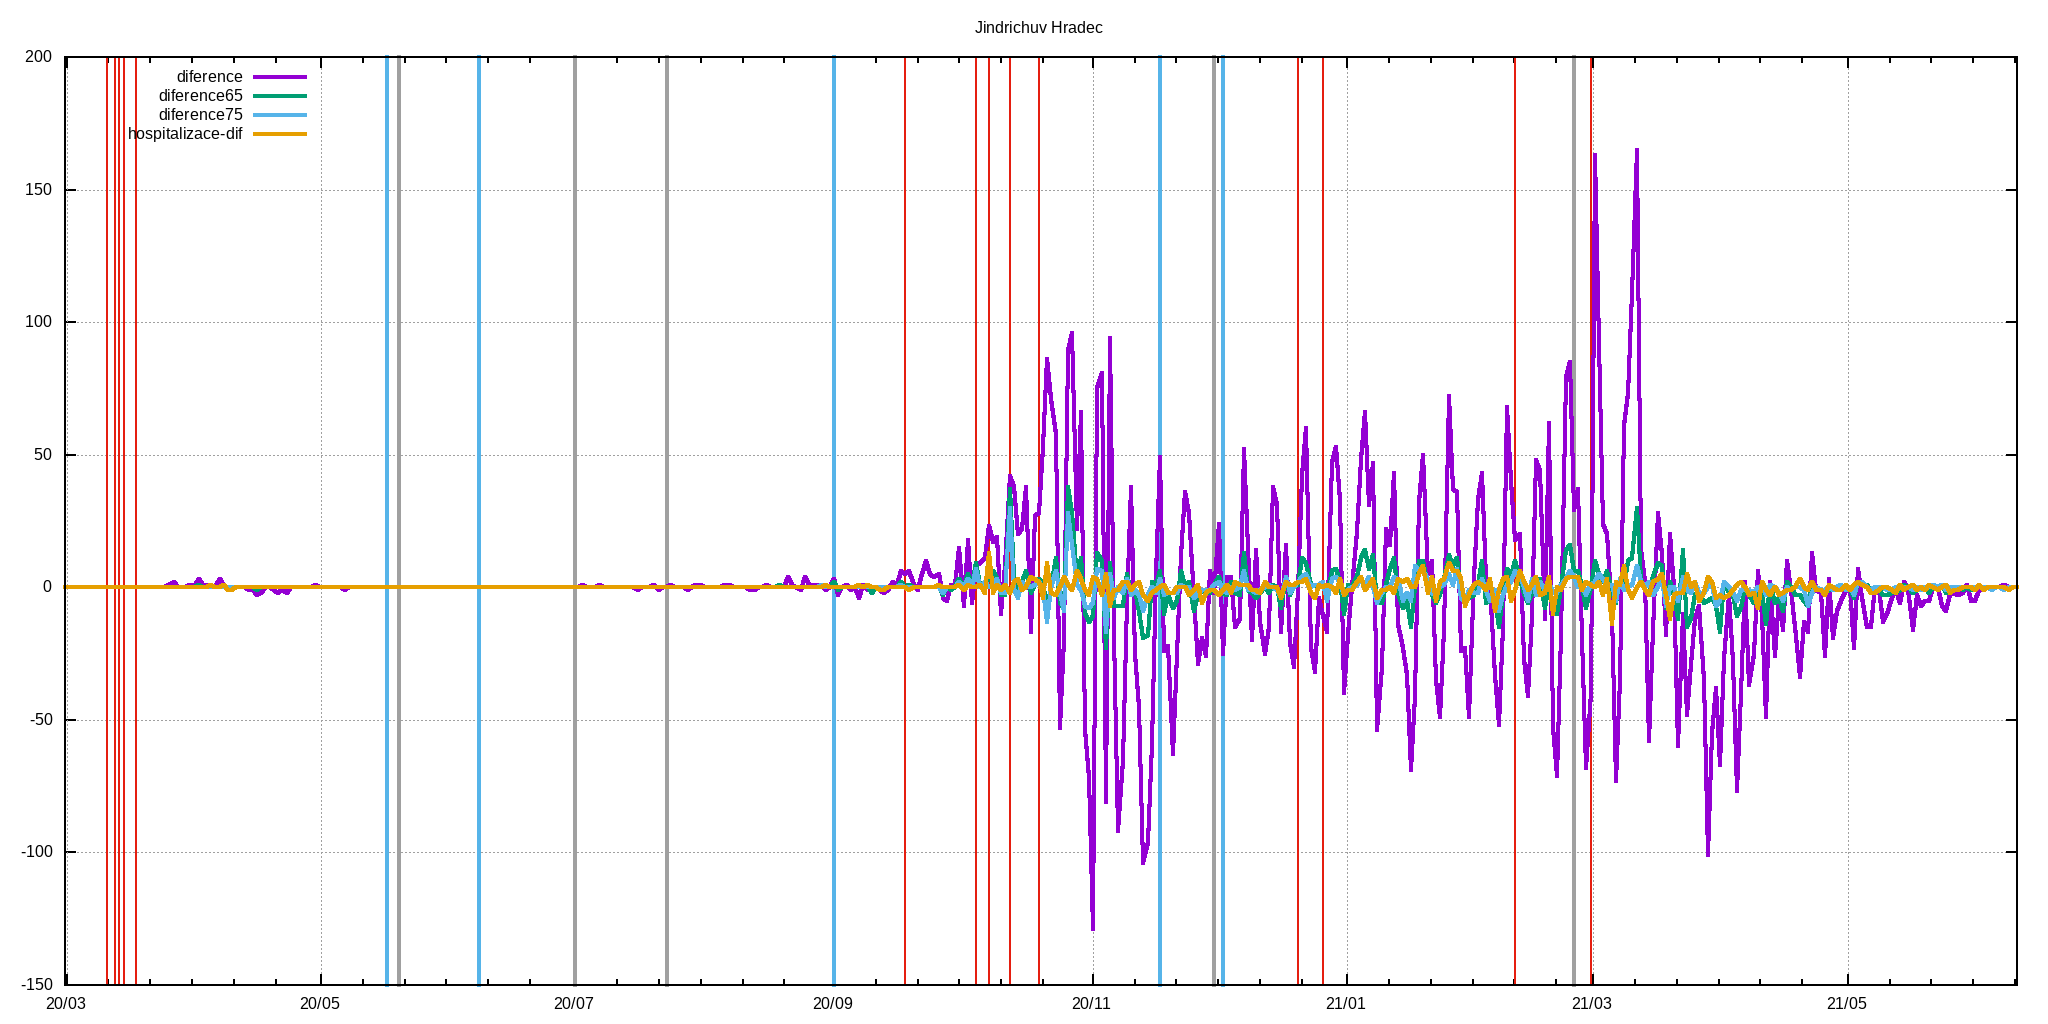 Jindrichuv Hradec
200
diference
diference65
diference75
hospitalizace-dif
150
100
50
0
-50
-100
-150
20/03 20/05 20/07 20/09 20/11 21/01 21/03 21/05